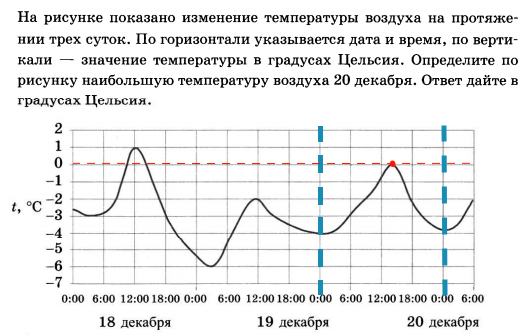 На рисунке показано изменение температуры воздуха на протяже-
нии трех суток. По горизонтали указывается дата и время, по верти-
кали — значение температуры в градусах Цельсия. Определите по
рисунку наибольшую температуру воздуха 20 декабря. Ответ дайте в
градусах Цельсия.
2
1
0
−1
t, °C −2
−3
−4
−5
−6
−7
0:00 6:00 12:00 18:00 0:00 6:00 12:00 18:00 0:00 6:00 12:00 18:00 0:00 6:00
18 декабря 19 декабря 20 декабря